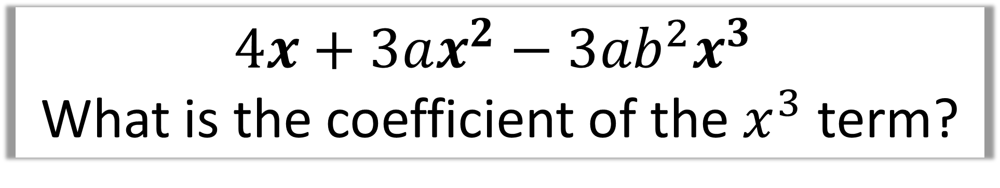 4x + 3ax² − 3ab²x³
What is the coefficient of the x³ term?